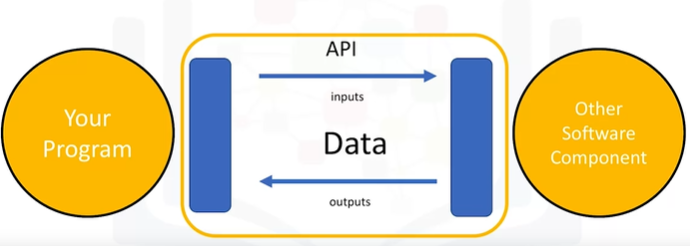 API
inputs
Your
Program
Data
Other
Software
Component
outputs